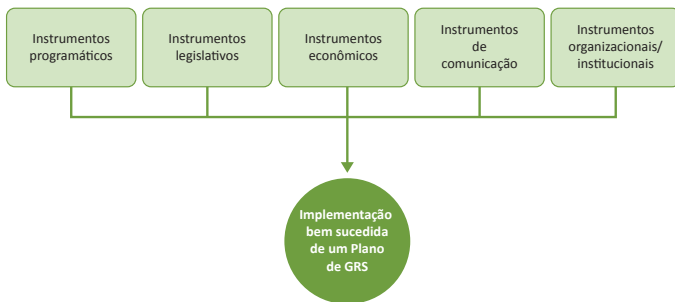 Instrumentos
programáticos
Instrumentos
legislativos
Instrumentos
econômicos
Instrumentos
de
comunicação
Instrumentos
organizacionais/
institucionais
Implementação
bem sucedida
de um Plano
de GRS